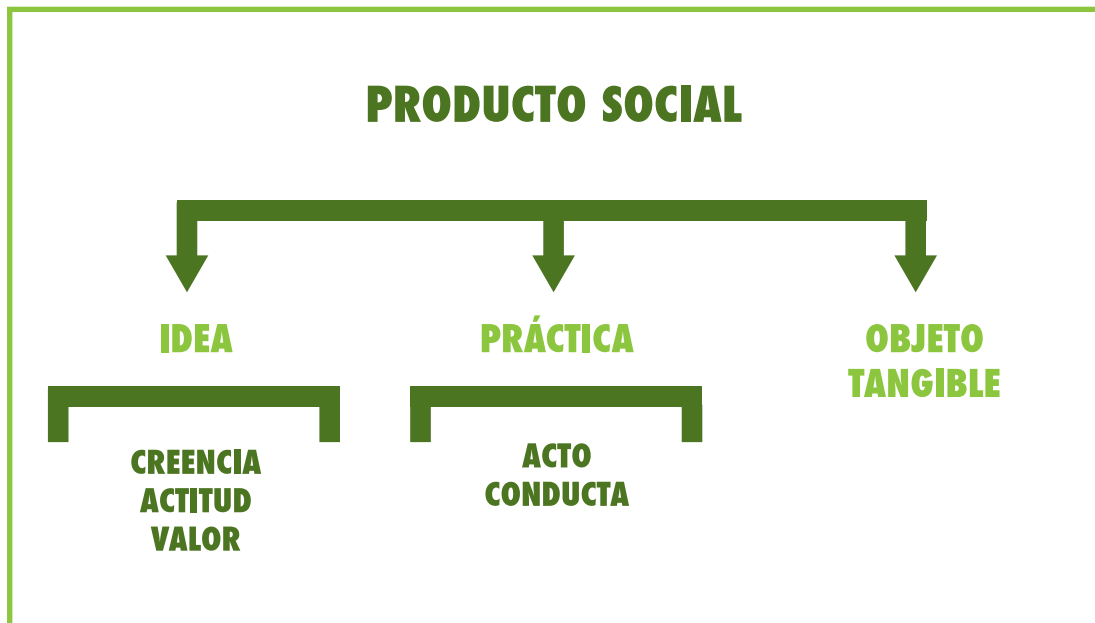 PRODUCTO SOCIAL
IDEA
PRÁCTICA
OBJETO
TANGIBLE
CREENCIA
ACTITUD
VALOR
ACTO
CONDUCTA